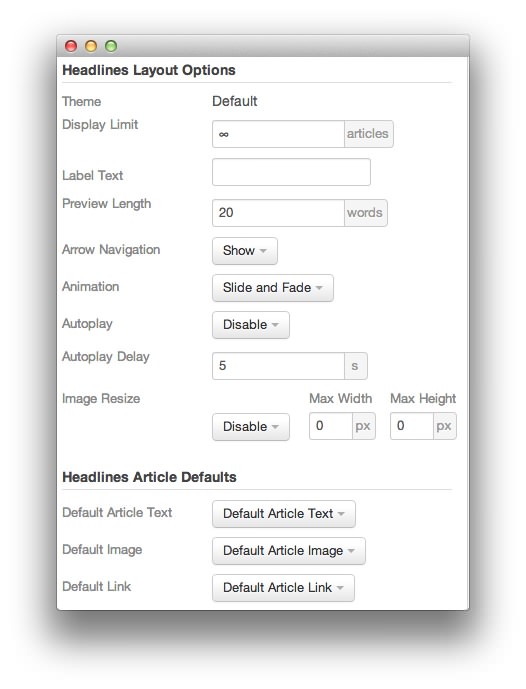 Headlines Layout Options
Theme Default
Display Limit ∞ articles
Label Text
Preview Length 20 words
Arrow Navigation Show
Animation Slide and Fade
Autoplay Disable
Autoplay Delay 5 s
Image Resize Max Width Max Height
Disable 0 px 0 px
Headlines Article Defaults
Default Article Text Default Article Text
Default Image Default Article Image
Default Link Default Article Link